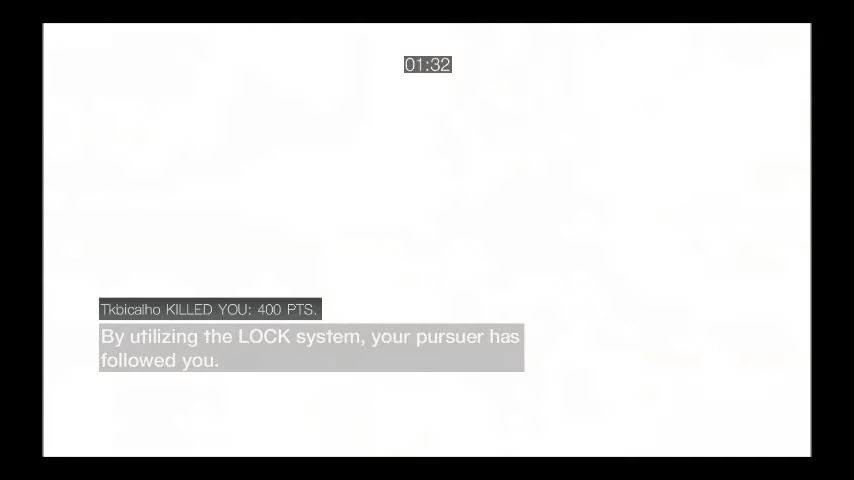 01:32
Tkbicalho KILLED YOU: 400 PTS.
By utilizing the LOCK system, your pursuer has
followed you.